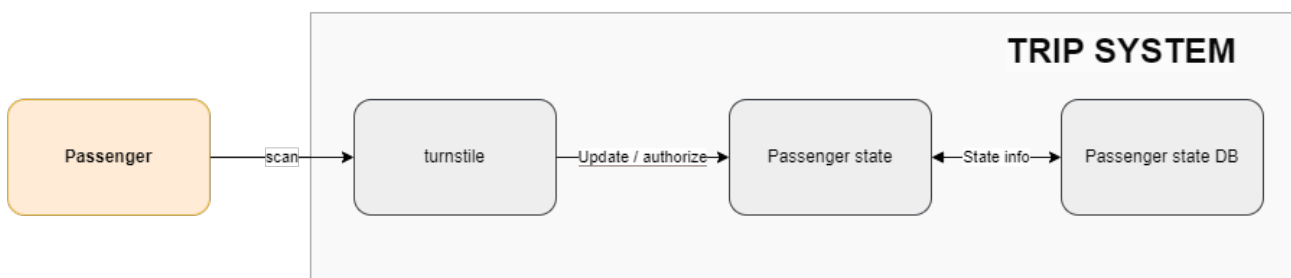 TRIP SYSTEM
Passenger
scan
turnstile
Update / authorize
Passenger state
State info
Passenger state DB